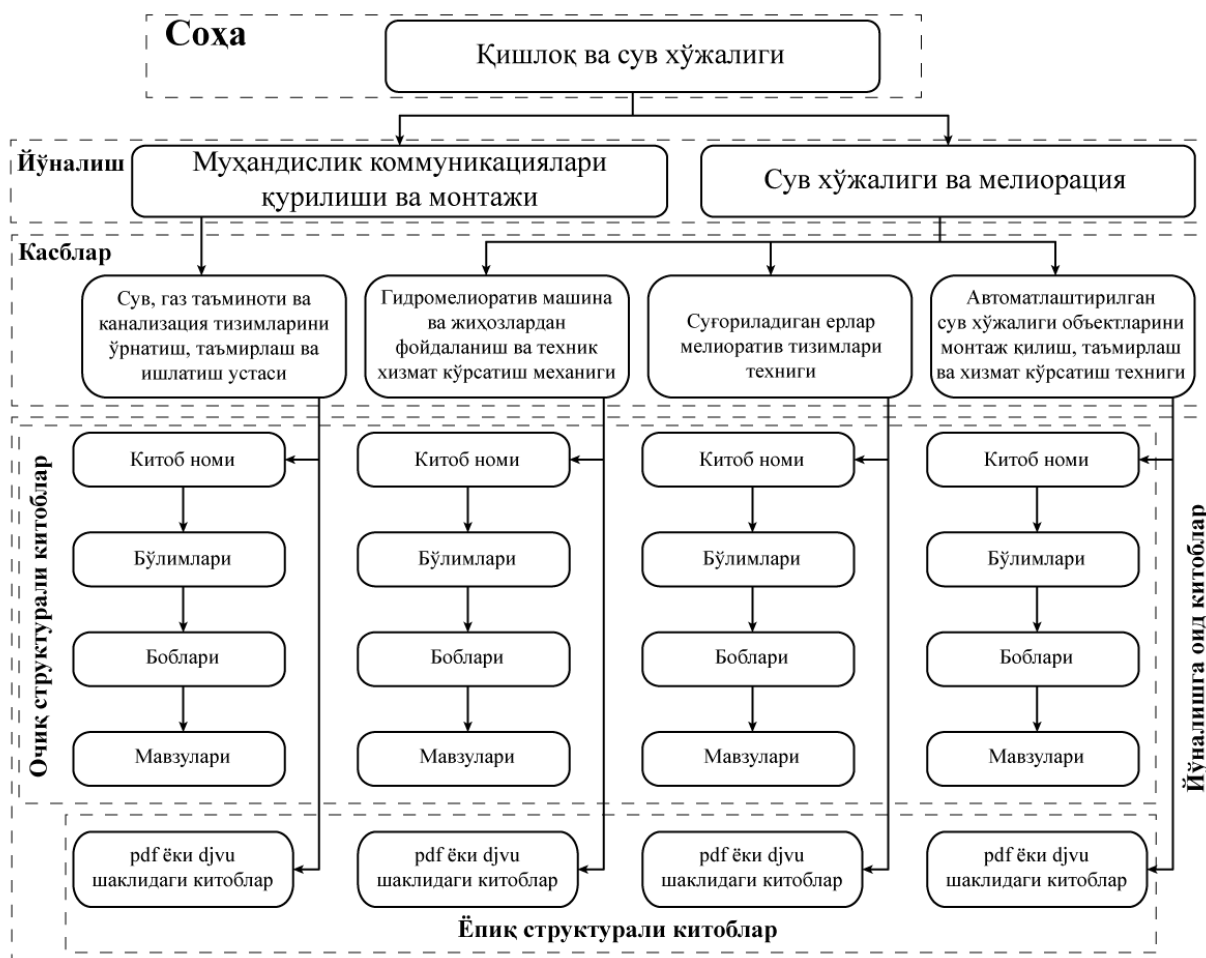 Соҳа
Қишлоқ ва сув хўжалиги
Йўналиш
Муҳандислик коммуникациялари
қурилиши ва монтажи
Сув хўжалиги ва мелиорация
Касблар
Сув, газ таъминоти ва
канализация тизимларини
ўрнатиш, таъмирлаш ва
ишлатиш устаси
Гидромелиоратив машина
ва жиҳозлардан
фойдаланиш ва техник
хизмат кўрсатиш механиги
Суғориладиган ерлар
мелиоратив тизимлари
техниги
Автоматлаштирилган
сув хўжалиги объектларини
монтаж қилиш, таъмирлаш
ва хизмат кўрсатиш техниги
Очиқ структурали китоблар
Китоб номи
Китоб номи
Китоб номи
Китоб номи
Бўлимлари
Бўлимлари
Бўлимлари
Бўлимлари
Боблари
Боблари
Боблари
Боблари
Мавзулари
Мавзулари
Мавзулари
Мавзулари
Йўналишга оид китоблар
pdf ёки djvu
шаклидаги китоблар
pdf ёки djvu
шаклидаги китоблар
pdf ёки djvu
шаклидаги китоблар
pdf ёки djvu
шаклидаги китоблар
Ёпиқ структурали китоблар